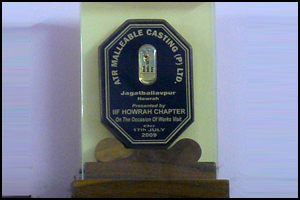 ATR MALLEABLE CASTING (P) LTD.
Jagatballavpur
Howrah
Presented by
IIF HOWRAH CHAPTER
On The Occasion Of Works Visit
17th JULY
2009